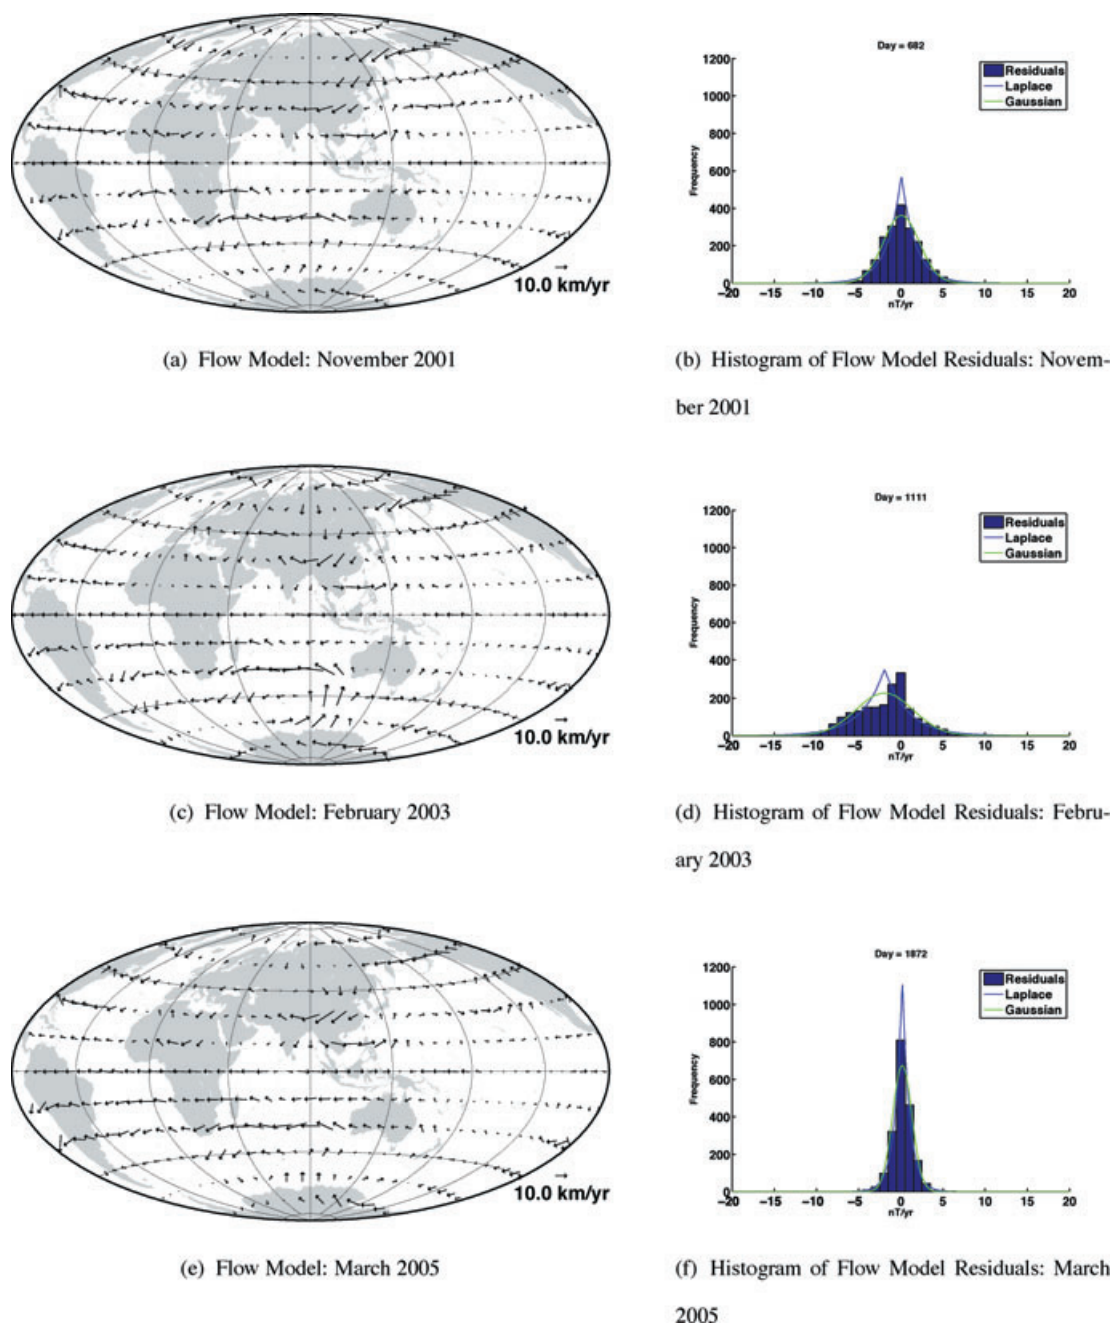 10.0 km/yr
(a) Flow Model: November 2001
Day = 682
1200
1000
800
600
400
200
0
Frequency
Residuals
Laplace
Gaussian
−20 −15 −10 −5 0 5 10 15 20
nT/yr
(b) Histogram of Flow Model Residuals: Novem-
ber 2001
10.0 km/yr
(c) Flow Model: February 2003
Day = 1111
1200
1000
800
600
400
200
0
Frequency
Residuals
Laplace
Gaussian
−20 −15 −10 −5 0 5 10 15 20
nT/yr
(d) Histogram of Flow Model Residuals: Febru-
ary 2003
10.0 km/yr
(e) Flow Model: March 2005
Day = 1872
1200
1000
800
600
400
200
0
Frequency
Residuals
Laplace
Gaussian
−20 −15 −10 −5 0 5 10 15 20
nT/yr
(f) Histogram of Flow Model Residuals: March
2005